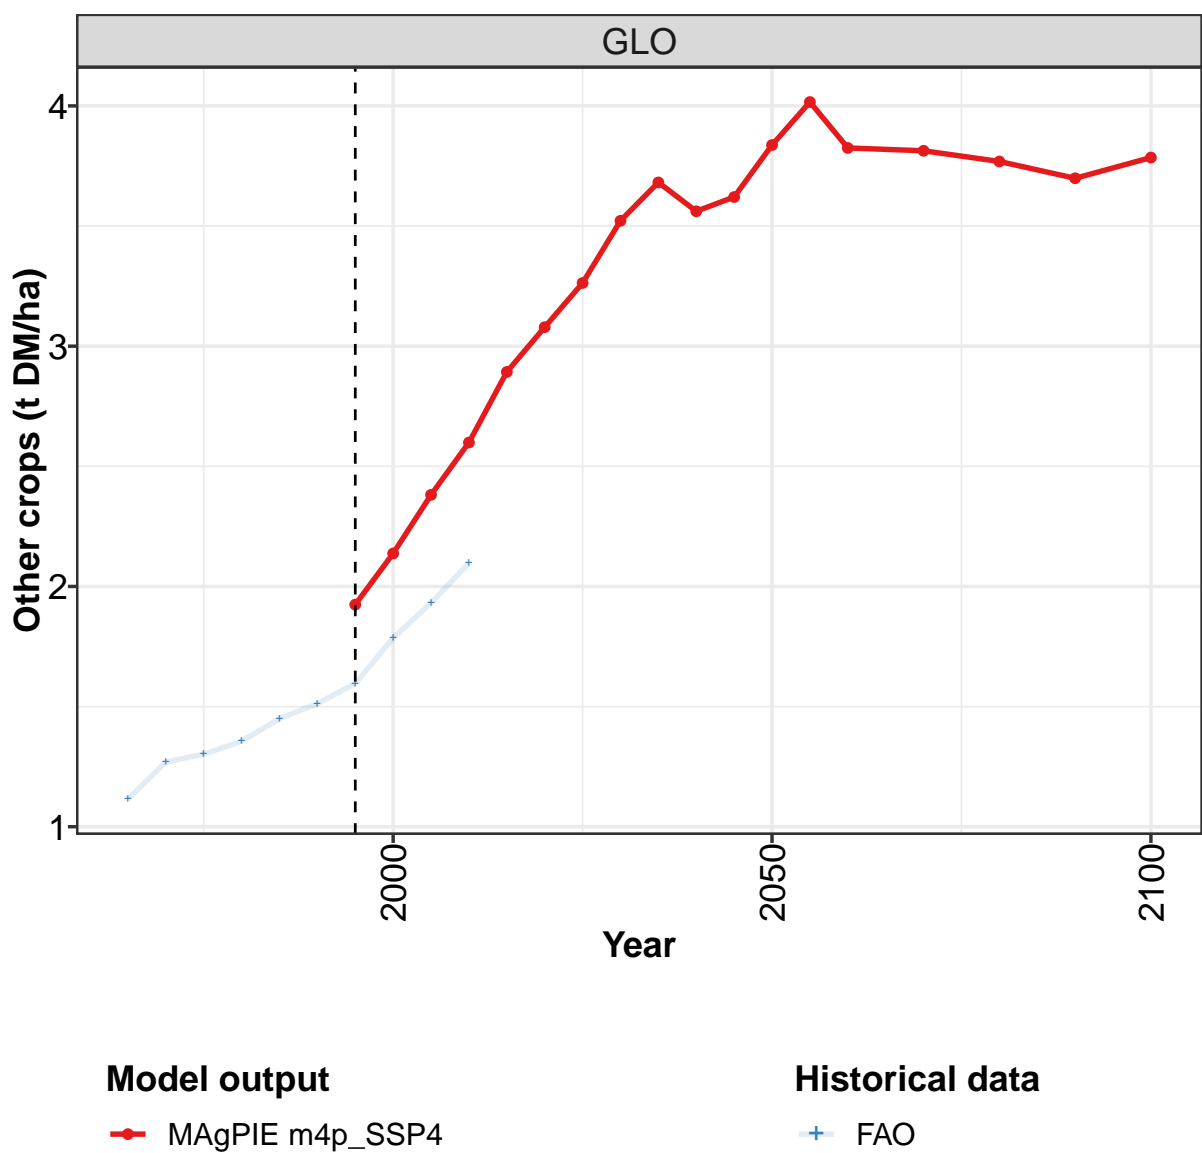 GLO
Other crops (t DM/ha)
4
3
2
1
2000
2050
2100
Year
Model output
MAgPIE m4p_SSP4
Historical data
FAO